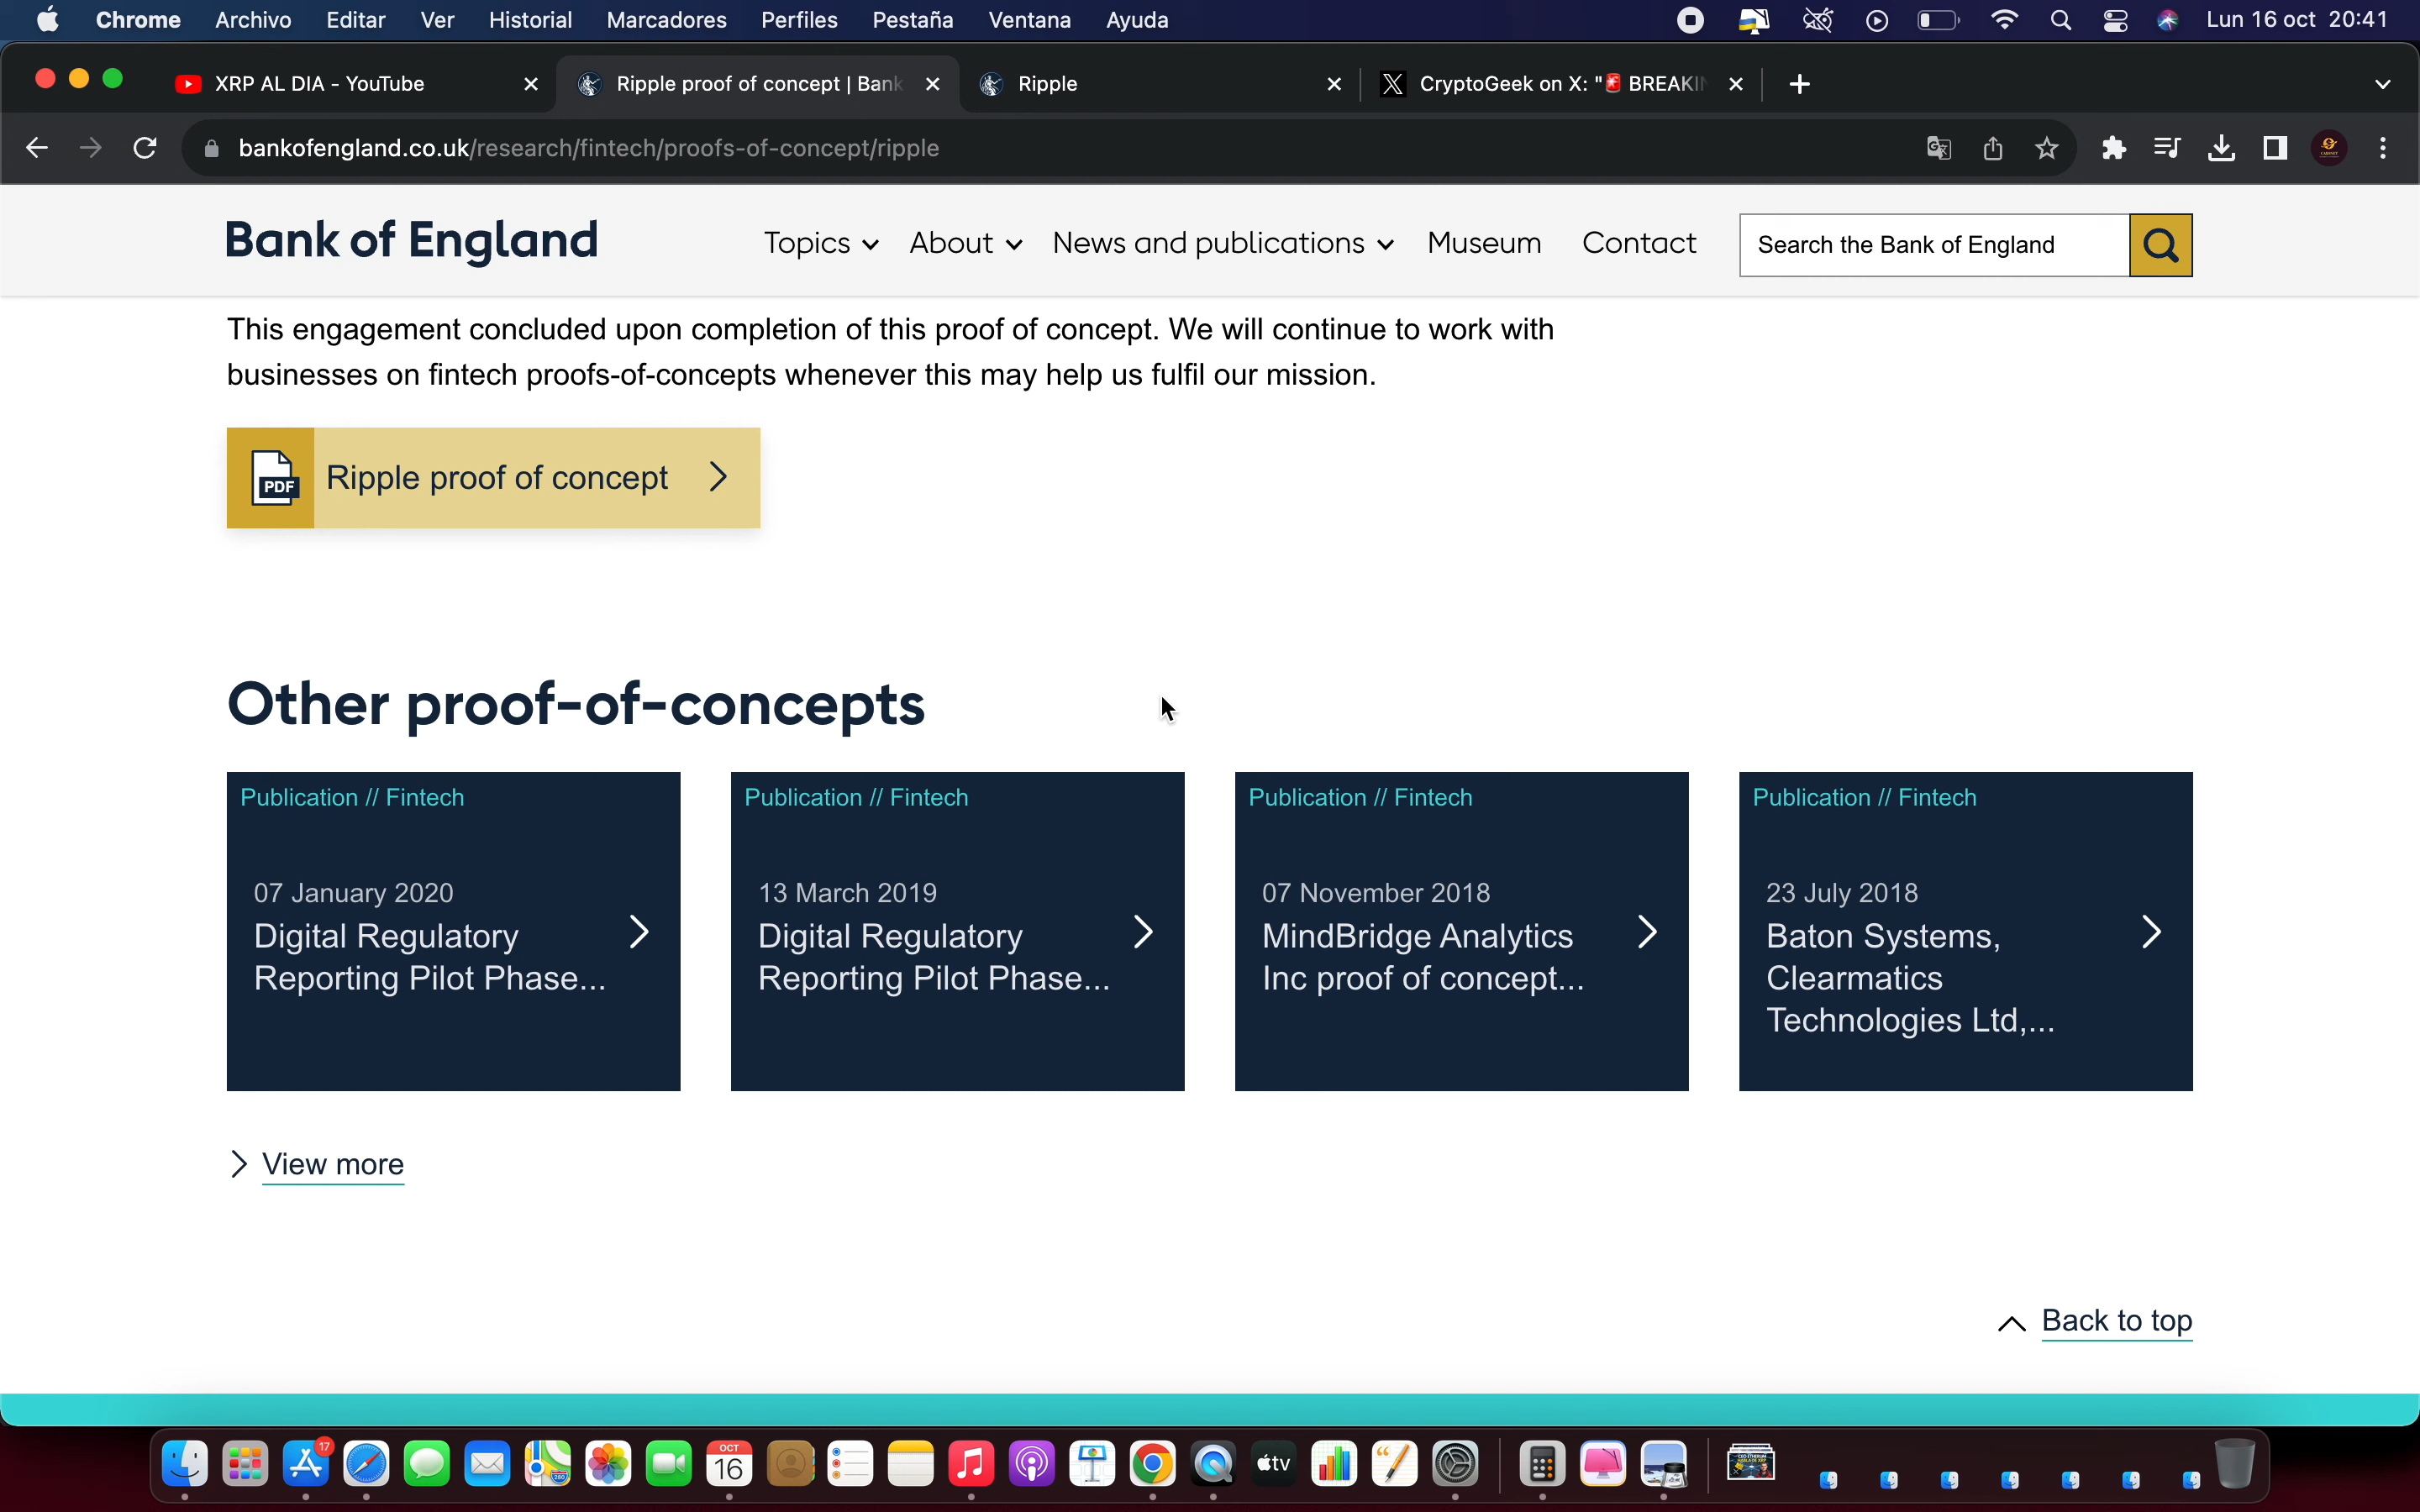 Chrome Archivo Editar Ver Historial Marcadores Perfiles Pestaña Ventana Ayuda Lun 16 oct 20:41
XRP AL DIA - YouTube
Ripple proof of concept | Bank
Ripple
CryptoGeek on X: "🚨 BREAKIN
bankofengland.co.uk/research/fintech/proofs-of-concept/ripple
Bank of England
Topics About News and publications Museum Contact
Search the Bank of England
This engagement concluded upon completion of this proof of concept. We will continue to work with
businesses on fintech proofs-of-concepts whenever this may help us fulfil our mission.
PDF Ripple proof of concept
Other proof-of-concepts
Publication // Fintech
07 January 2020
Digital Regulatory
Reporting Pilot Phase...
Publication // Fintech
13 March 2019
Digital Regulatory
Reporting Pilot Phase...
Publication // Fintech
07 November 2018
MindBridge Analytics
Inc proof of concept...
Publication // Fintech
23 July 2018
Baton Systems,
Clearmatics
Technologies Ltd,...
View more
Back to top
17
OCT
16
tv